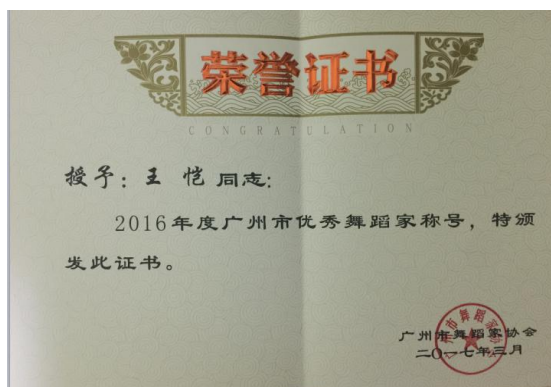 荣誉证书
CONGRATULATION
授予：王 恺 同志：
2016年度广州市优秀舞蹈家称号，特颁
发此证书。
广州市舞蹈家协会
二〇一七年三月